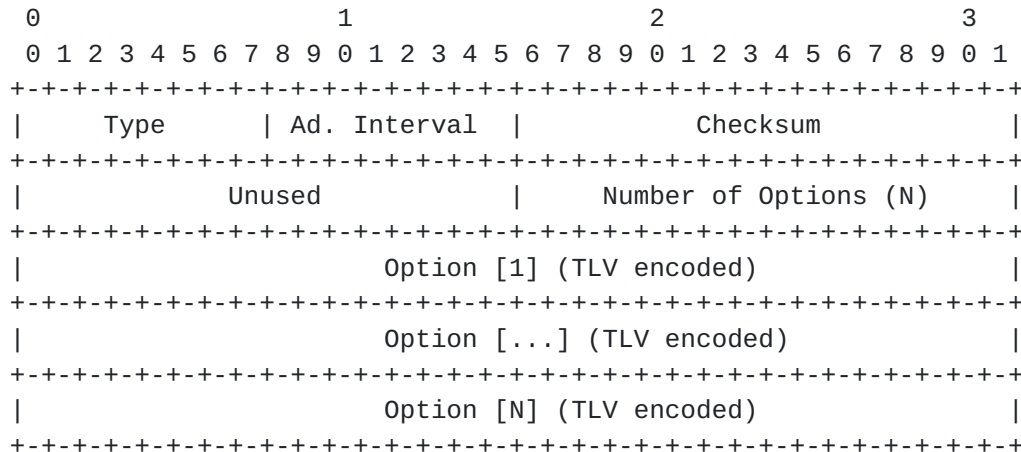 0                   1                   2                   3
 0 1 2 3 4 5 6 7 8 9 0 1 2 3 4 5 6 7 8 9 0 1 2 3 4 5 6 7 8 9 0 1
+-+-+-+-+-+-+-+-+-+-+-+-+-+-+-+-+-+-+-+-+-+-+-+-+-+-+-+-+-+-+-+-+
|     Type      | Ad. Interval  |           Checksum            |
+-+-+-+-+-+-+-+-+-+-+-+-+-+-+-+-+-+-+-+-+-+-+-+-+-+-+-+-+-+-+-+-+
|             Unused            |     Number of Options (N)     |
+-+-+-+-+-+-+-+-+-+-+-+-+-+-+-+-+-+-+-+-+-+-+-+-+-+-+-+-+-+-+-+-+
|                       Option [1] (TLV encoded)                |
+-+-+-+-+-+-+-+-+-+-+-+-+-+-+-+-+-+-+-+-+-+-+-+-+-+-+-+-+-+-+-+-+
|                       Option [...] (TLV encoded)              |
+-+-+-+-+-+-+-+-+-+-+-+-+-+-+-+-+-+-+-+-+-+-+-+-+-+-+-+-+-+-+-+-+
|                       Option [N] (TLV encoded)                |
+-+-+-+-+-+-+-+-+-+-+-+-+-+-+-+-+-+-+-+-+-+-+-+-+-+-+-+-+-+-+-+-+